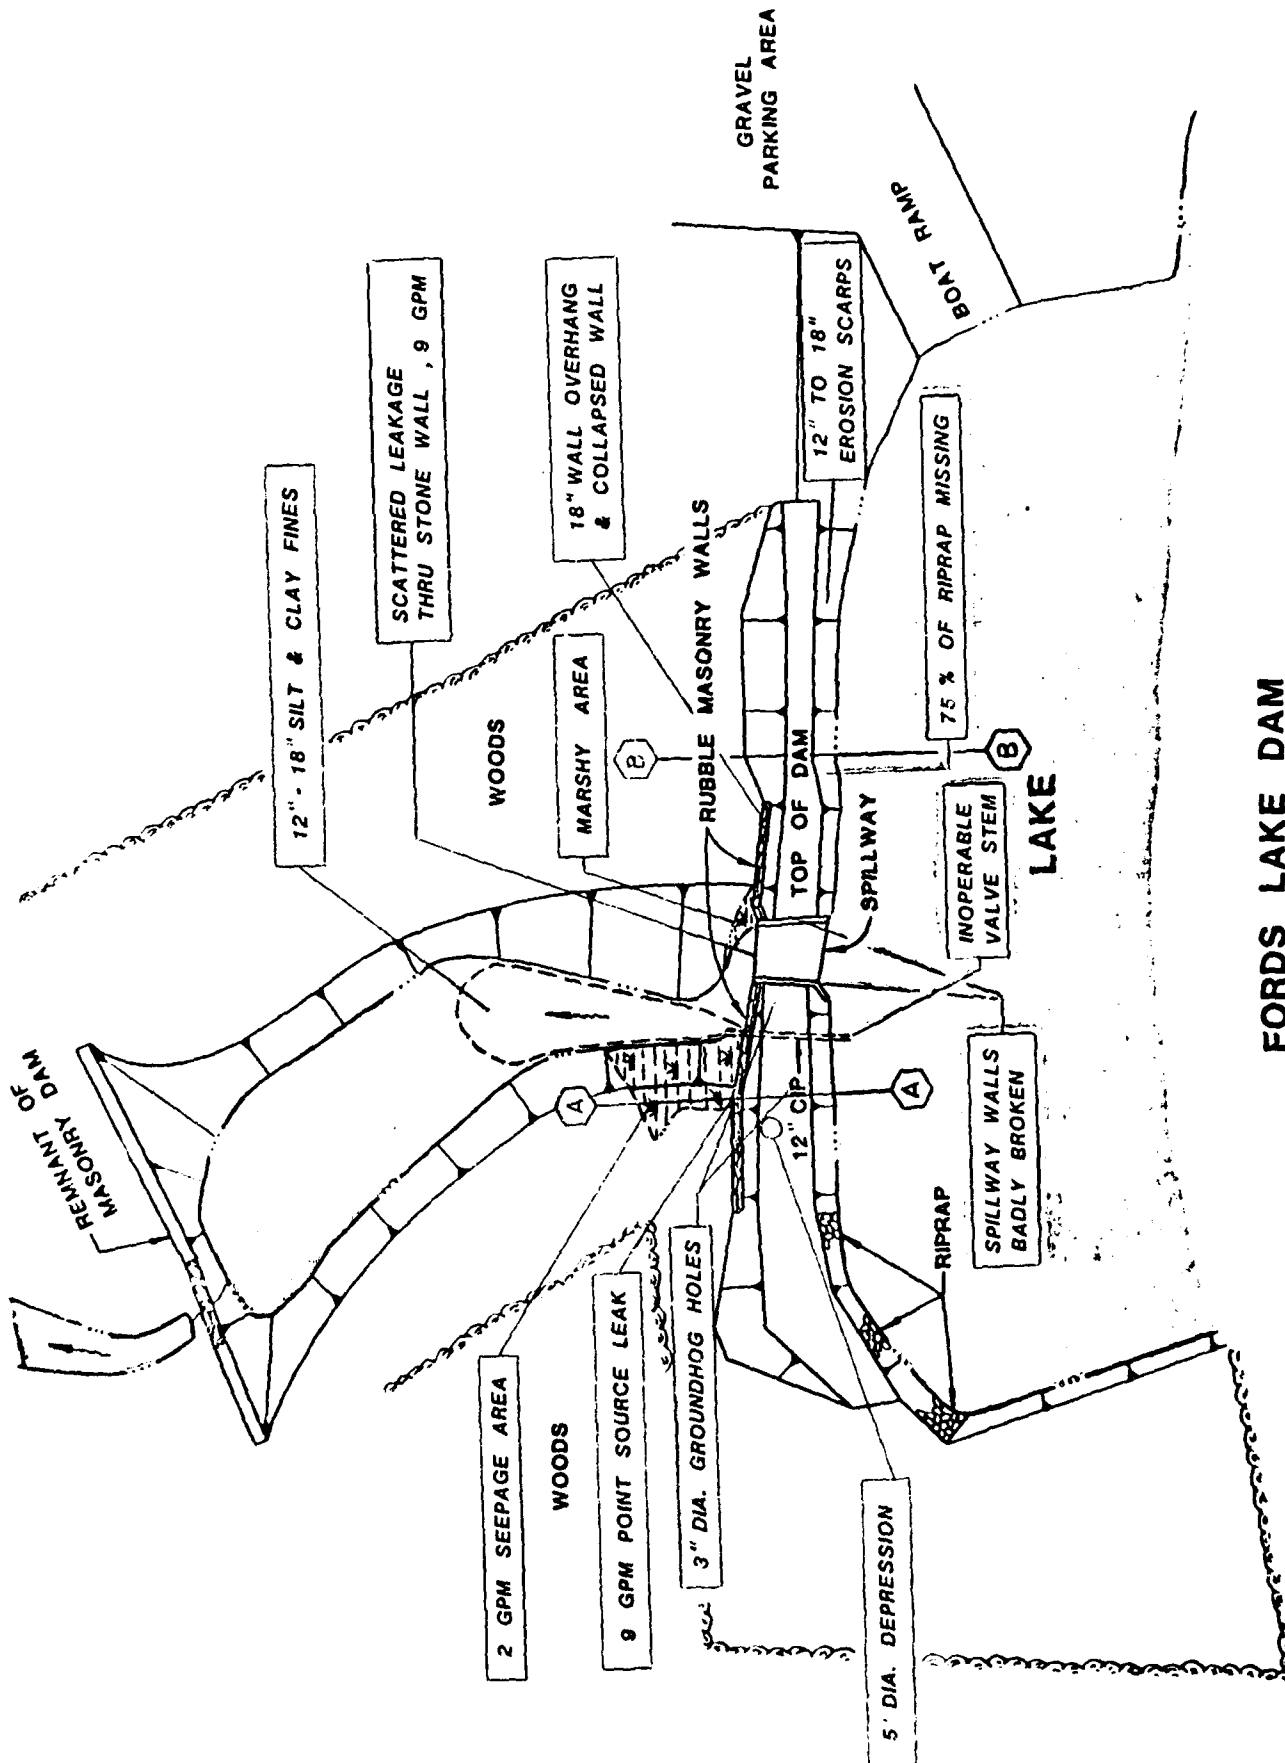 REMNANT OF
MASONRY DAM
12" - 18" SILT & CLAY FINES
SCATTERED LEAKAGE
THRU STONE WALL , 9 GPM
WOODS
18" WALL OVERHANG
& COLLAPSED WALL
MARSHY AREA
B
RUBBLE MASONRY WALLS
GRAVEL
PARKING AREA
BOAT RAMP
12" TO 18"
EROSION SCARPS
75 % OF RIPRAP MISSING
TOP OF DAM
SPILLWAY
B
INOPERABLE
VALVE STEM
LAKE
2 GPM SEEPAGE AREA
WOODS
9 GPM POINT SOURCE LEAK
3" DIA. GROUNDHOG HOLES
A
12" CIP
A
5' DIA. DEPRESSION
RIPRAP
SPILLWAY WALLS
BADLY BROKEN
FORDS LAKE DAM